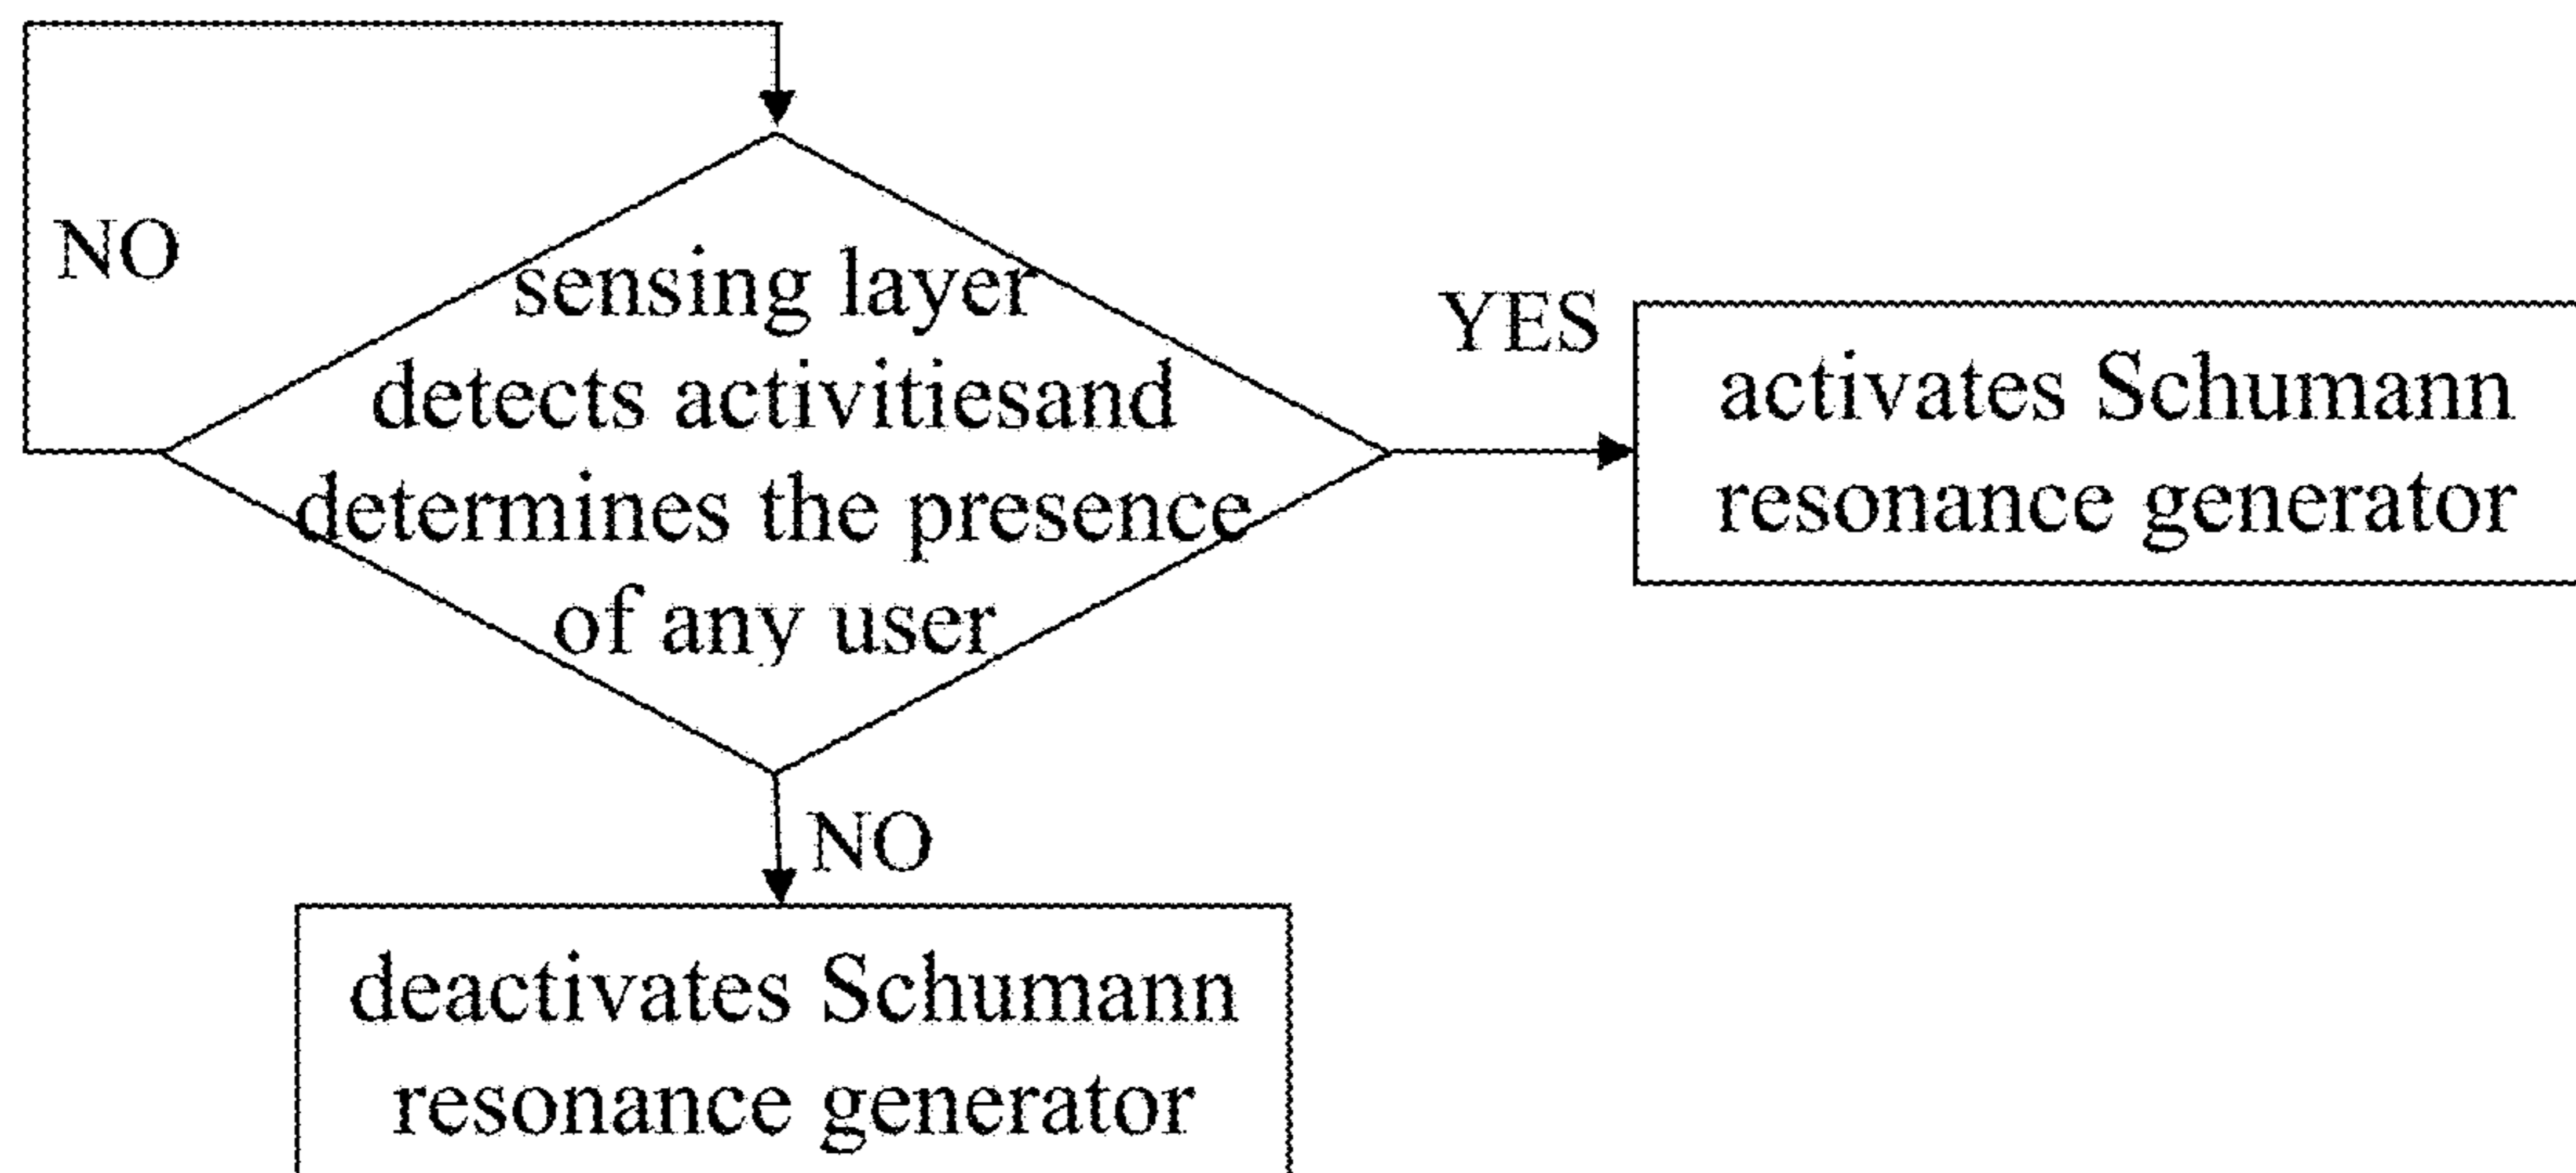 NO
sensing layer
detects activitiesand
determines the presence
of any user
YES
activates Schumann
resonance generator
NO
deactivates Schumann
resonance generator